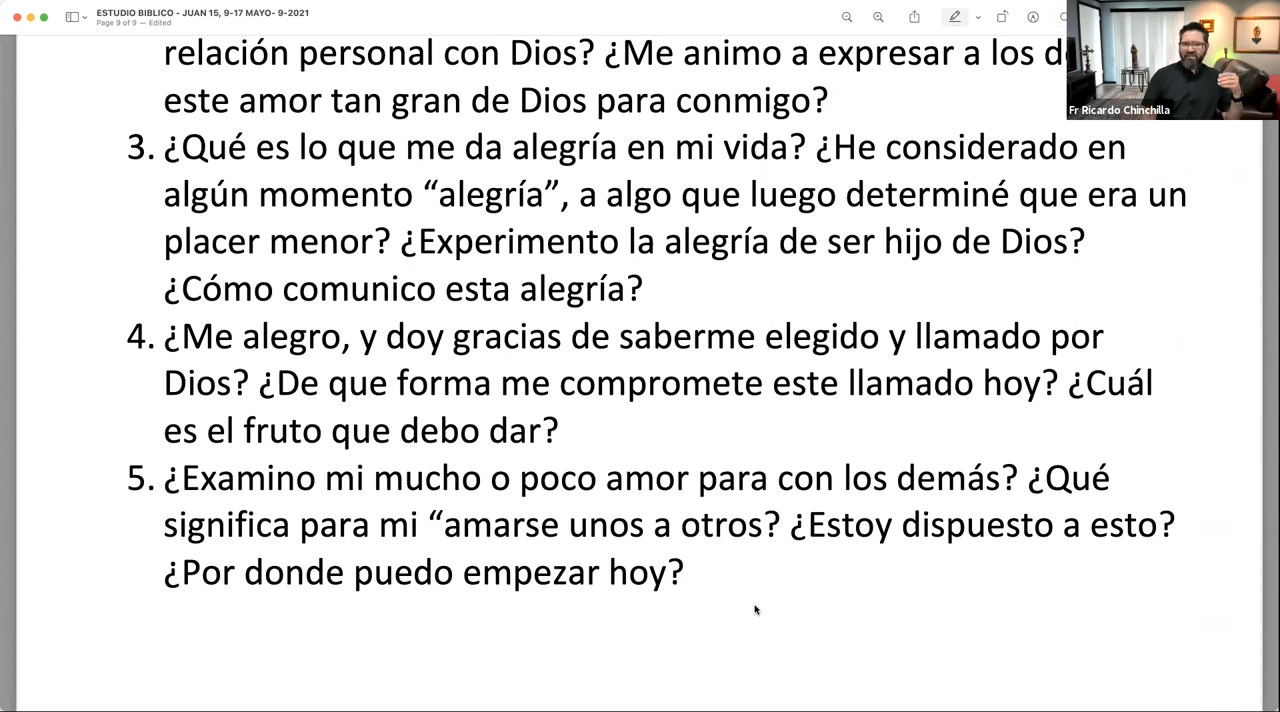 ESTUDIO BIBLICO - JUAN 15, 9-17 MAYO- 9-2021
Page 9 of 9 — Edited
Fr Ricardo Chinchilla
relación personal con Dios? ¿Me animo a expresar a los
este amor tan gran de Dios para conmigo?
3. ¿Qué es lo que me da alegría en mi vida? ¿He considerado en
algún momento “alegría”, a algo que luego determiné que era un
placer menor? ¿Experimento la alegría de ser hijo de Dios?
¿Cómo comunico esta alegría?
4. ¿Me alegro, y doy gracias de saberme elegido y llamado por
Dios? ¿De que forma me compromete este llamado hoy? ¿Cuál
es el fruto que debo dar?
5. ¿Examino mi mucho o poco amor para con los demás? ¿Qué
significa para mi “amarse unos a otros? ¿Estoy dispuesto a esto?
¿Por donde puedo empezar hoy?